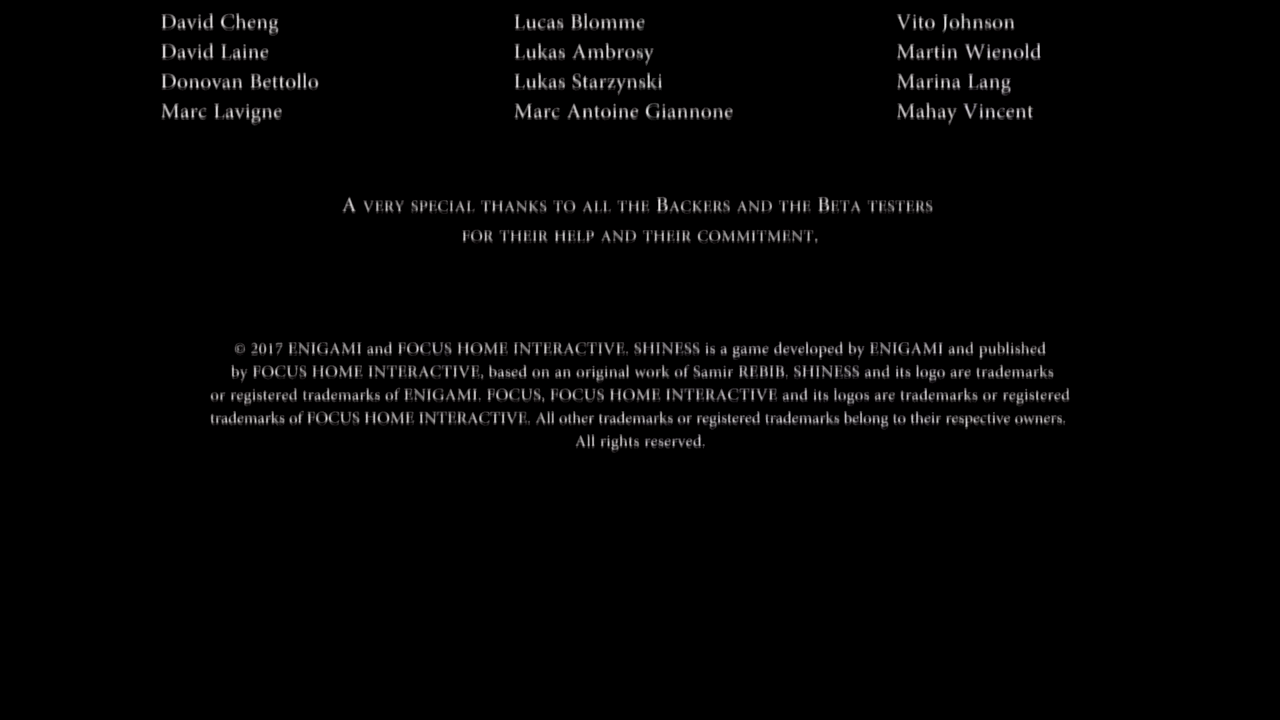 David Cheng Lucas Blomme Vito Johnson
David Laine Lukas Ambrosy Martin Wienold
Donovan Bettollo Lukas Starzynski Marina Lang
Marc Lavigne Marc Antoine Giannone Mahay Vincent
A very special thanks to all the Backers and the Beta testers
for their help and their commitment.
© 2017 ENIGAMI and FOCUS HOME INTERACTIVE. SHINESS is a game developed by ENIGAMI and published
by FOCUS HOME INTERACTIVE, based on an original work of Samir REBIB. SHINESS and its logo are trademarks
or registered trademarks of ENIGAMI. FOCUS, FOCUS HOME INTERACTIVE and its logos are trademarks or registered
trademarks of FOCUS HOME INTERACTIVE. All other trademarks or registered trademarks belong to their respective owners.
All rights reserved.